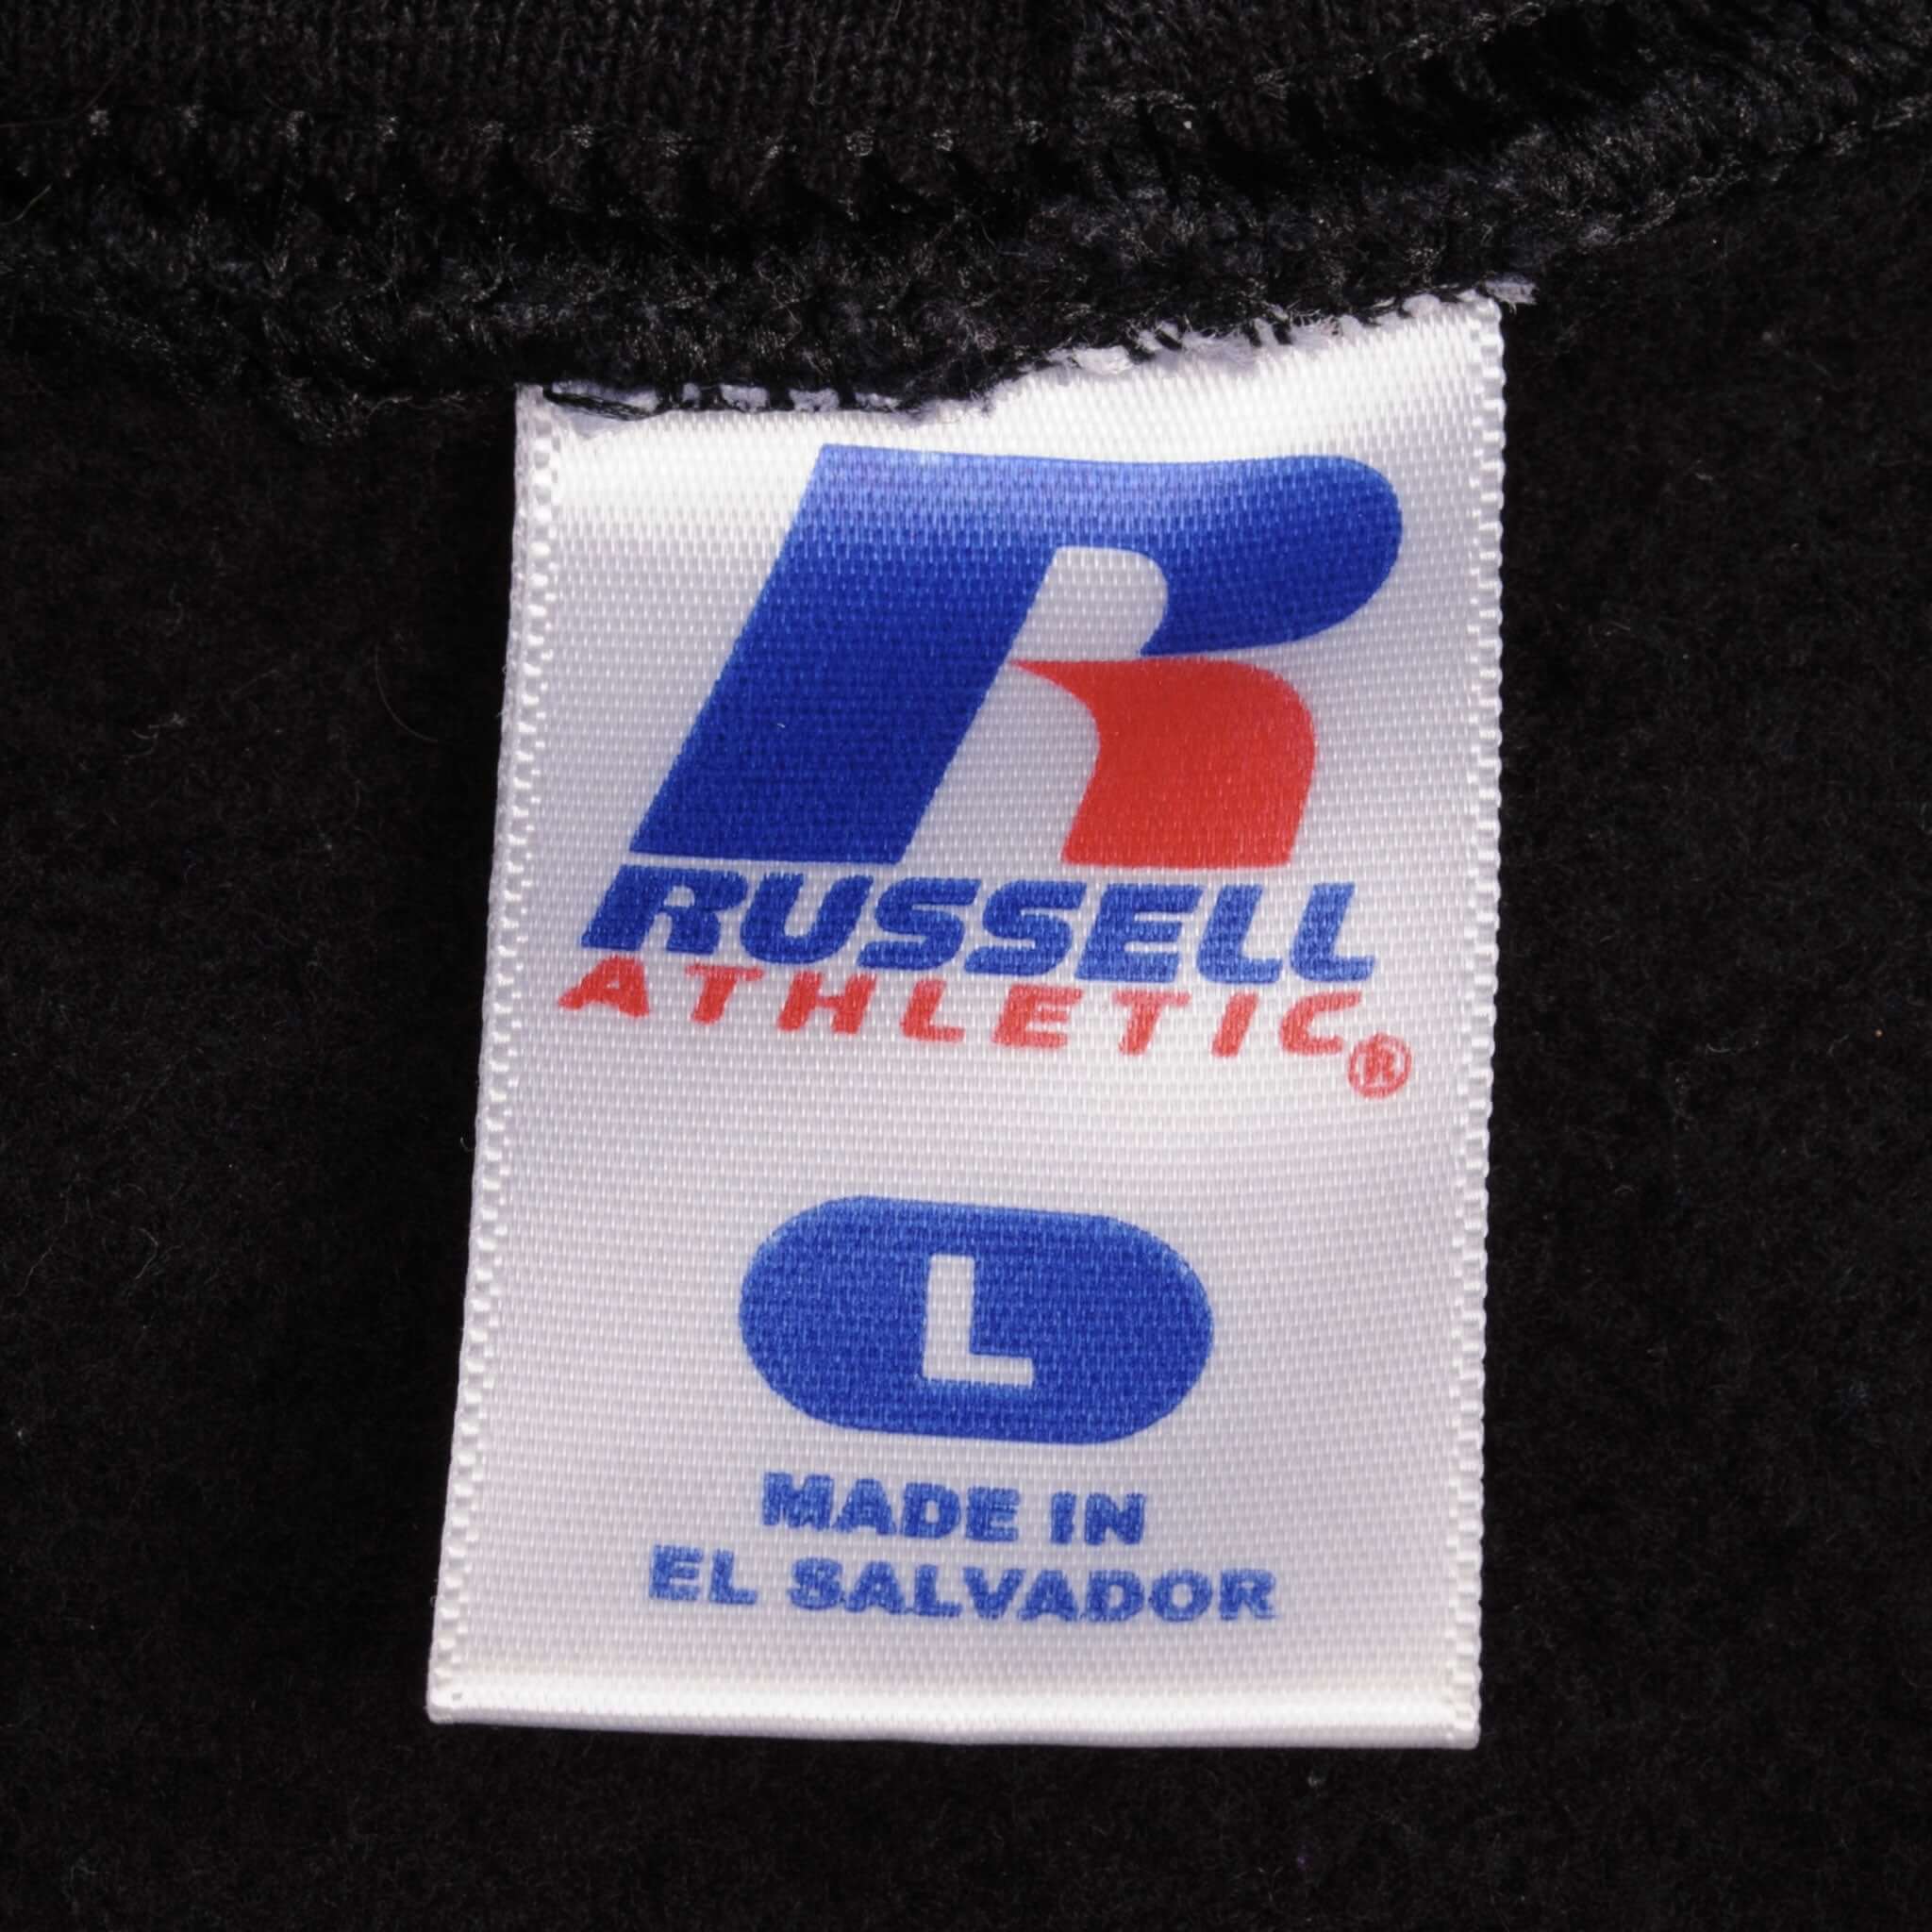 R
RUSSELL
ATHLETIC®
L
MADE IN
EL SALVADOR